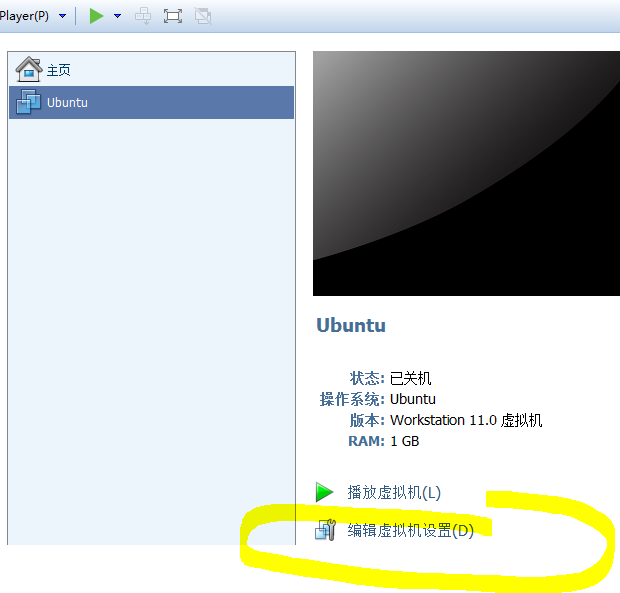 Player(P)
主页
Ubuntu
Ubuntu
状态: 已关机
操作系统: Ubuntu
版本: Workstation 11.0 虚拟机
RAM: 1 GB
播放虚拟机(L)
编辑虚拟机设置(D)